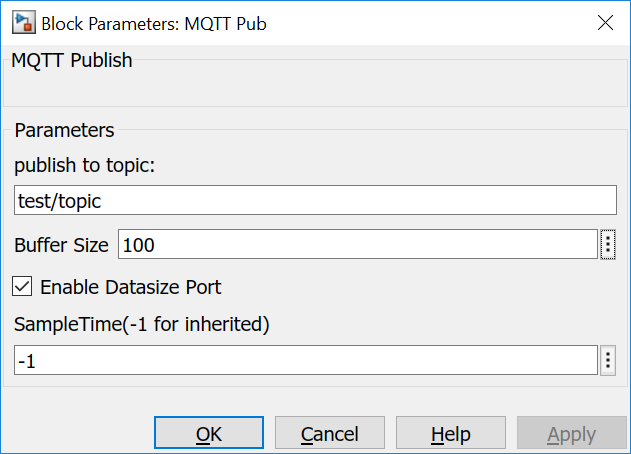 Block Parameters: MQTT Pub
MQTT Publish
Parameters
publish to topic:
test/topic
Buffer Size 100
Enable Datasize Port
SampleTime(-1 for inherited)
-1
OK Cancel Help Apply